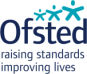 Ofsted
raising standards
improving lives